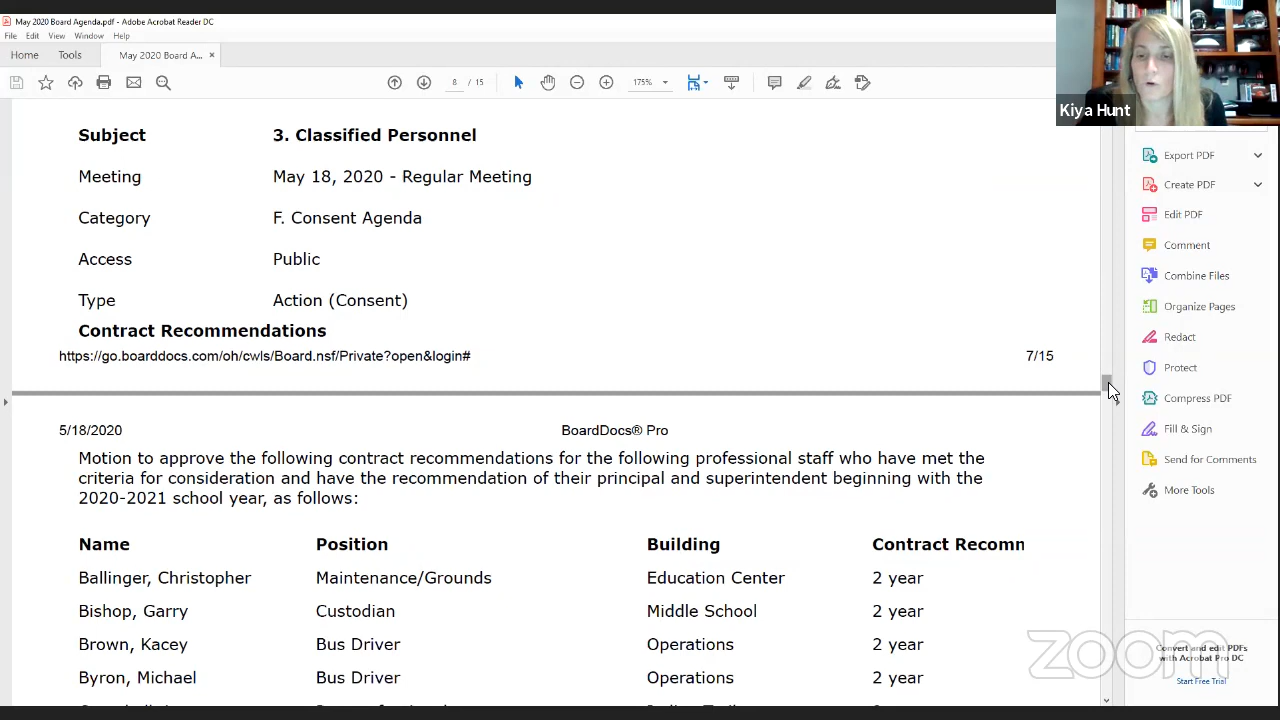 May 2020 Board Agenda.pdf - Adobe Acrobat Reader DC
File Edit View Window Help
Home Tools May 2020 Board A... ×
8 / 15 175%
Kiya Hunt
Subject 3. Classified Personnel
Meeting May 18, 2020 - Regular Meeting
Category F. Consent Agenda
Access Public
Type Action (Consent)
Contract Recommendations
https://go.boarddocs.com/oh/cwls/Board.nsf/Private?open&login# 7/15
5/18/2020 BoardDocs® Pro
Motion to approve the following contract recommendations for the following professional staff who have met the
criteria for consideration and have the recommendation of their principal and superintendent beginning with the
2020-2021 school year, as follows:
Name Position Building Contract Recomn
Ballinger, Christopher Maintenance/Grounds Education Center 2 year
Bishop, Garry Custodian Middle School 2 year
Brown, Kacey Bus Driver Operations 2 year
Byron, Michael Bus Driver Operations 2 year
Export PDF
Create PDF
Edit PDF
Comment
Combine Files
Organize Pages
Redact
Protect
Compress PDF
Fill & Sign
Send for Comments
More Tools
zoom
Convert and edit PDFs
with Acrobat Pro DC
Start Free Trial